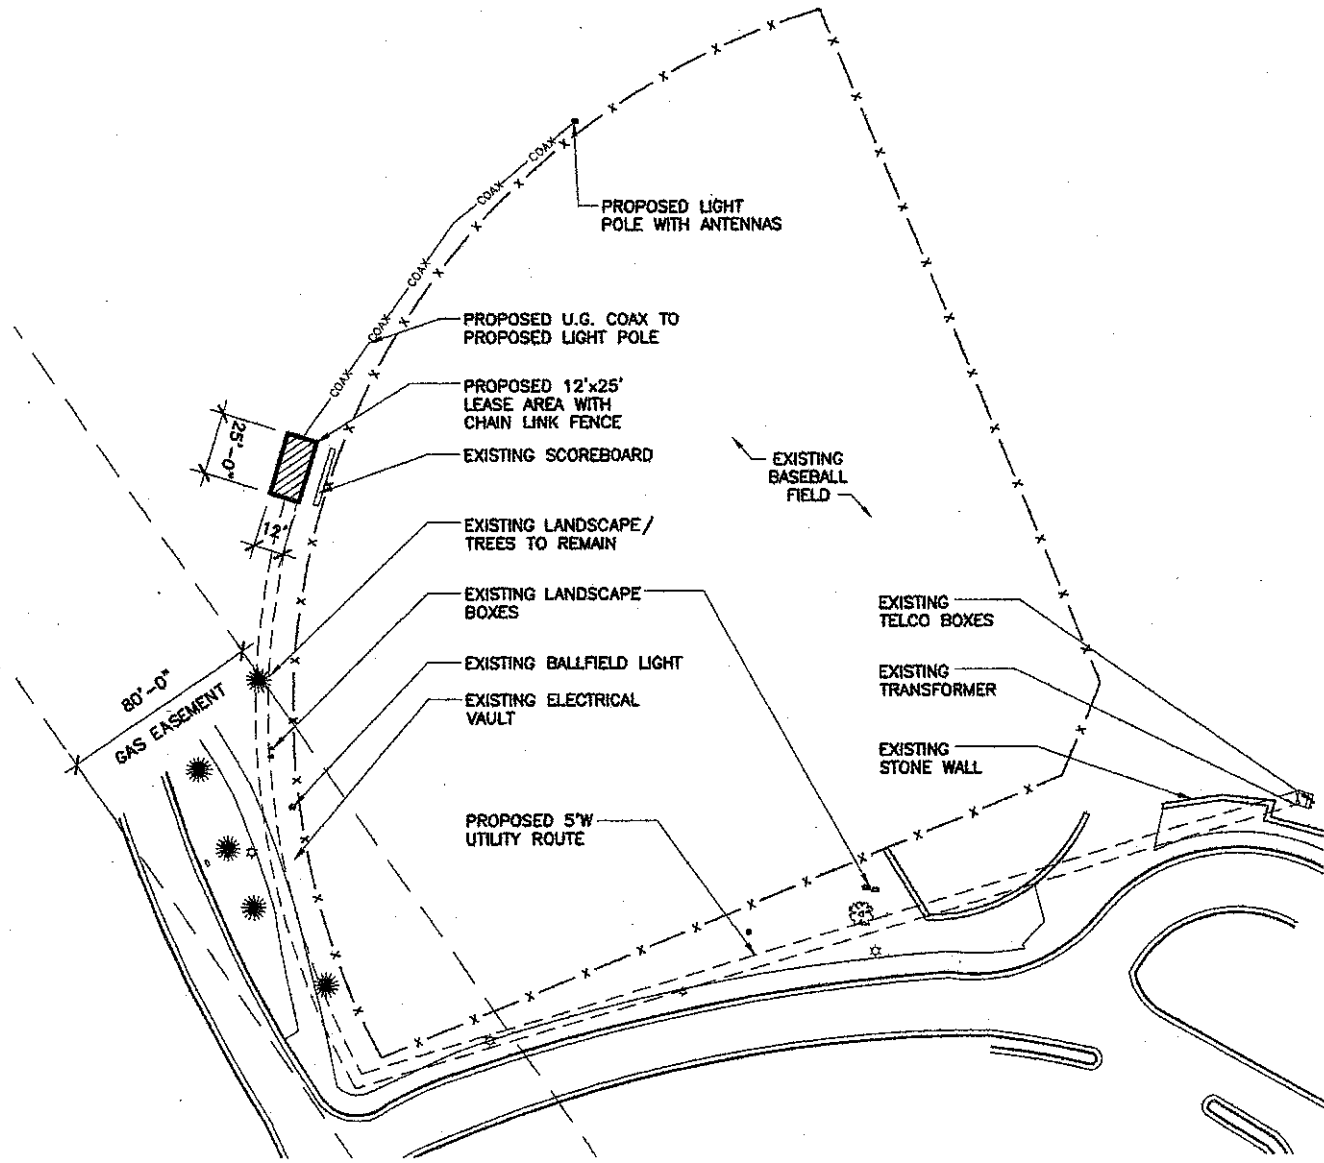 COAX
COAX
PROPOSED LIGHT
POLE WITH ANTENNAS
COAX
COAX
COAX
PROPOSED U.G. COAX TO
PROPOSED LIGHT POLE
PROPOSED 12'x25'
LEASE AREA WITH
CHAIN LINK FENCE
25'-0"
EXISTING SCOREBOARD
EXISTING
BASEBALL
FIELD
12'
EXISTING LANDSCAPE/
TREES TO REMAIN
EXISTING LANDSCAPE
BOXES
EXISTING
TELCO BOXES
EXISTING BALLFIELD LIGHT
EXISTING
TRANSFORMER
80'-0"
GAS EASEMENT
EXISTING ELECTRICAL
VAULT
EXISTING
STONE WALL
PROPOSED 5'W
UTILITY ROUTE